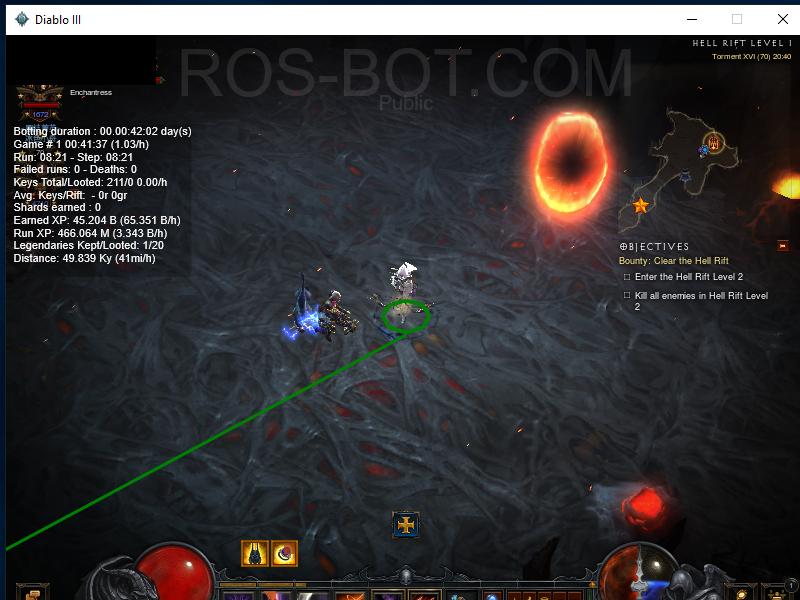 Diablo III
ROS-BOT.COM
Public
HELL RIFT LEVEL 1
Torment XVI (70) 20:40
Enchantress
1672
Botting duration : 00.00:42:02 day(s)
Game # 1 00:41:37 (1.03/h)
Run: 08:21 - Step: 08:21
Failed runs: 0 - Deaths: 0
Keys Total/Looted: 211/0 0.00/h
Avg. Keys/Rift:  - 0r 0gr
Shards earned : 0
Earned XP: 45.204 B (65.351 B/h)
Run XP: 466.064 M (3.343 B/h)
Legendaries Kept/Looted: 1/20
Distance: 49.839 Ky (41mi/h)
OBJECTIVES
Bounty: Clear the Hell Rift
Enter the Hell Rift Level 2
Kill all enemies in Hell Rift Level
2
1